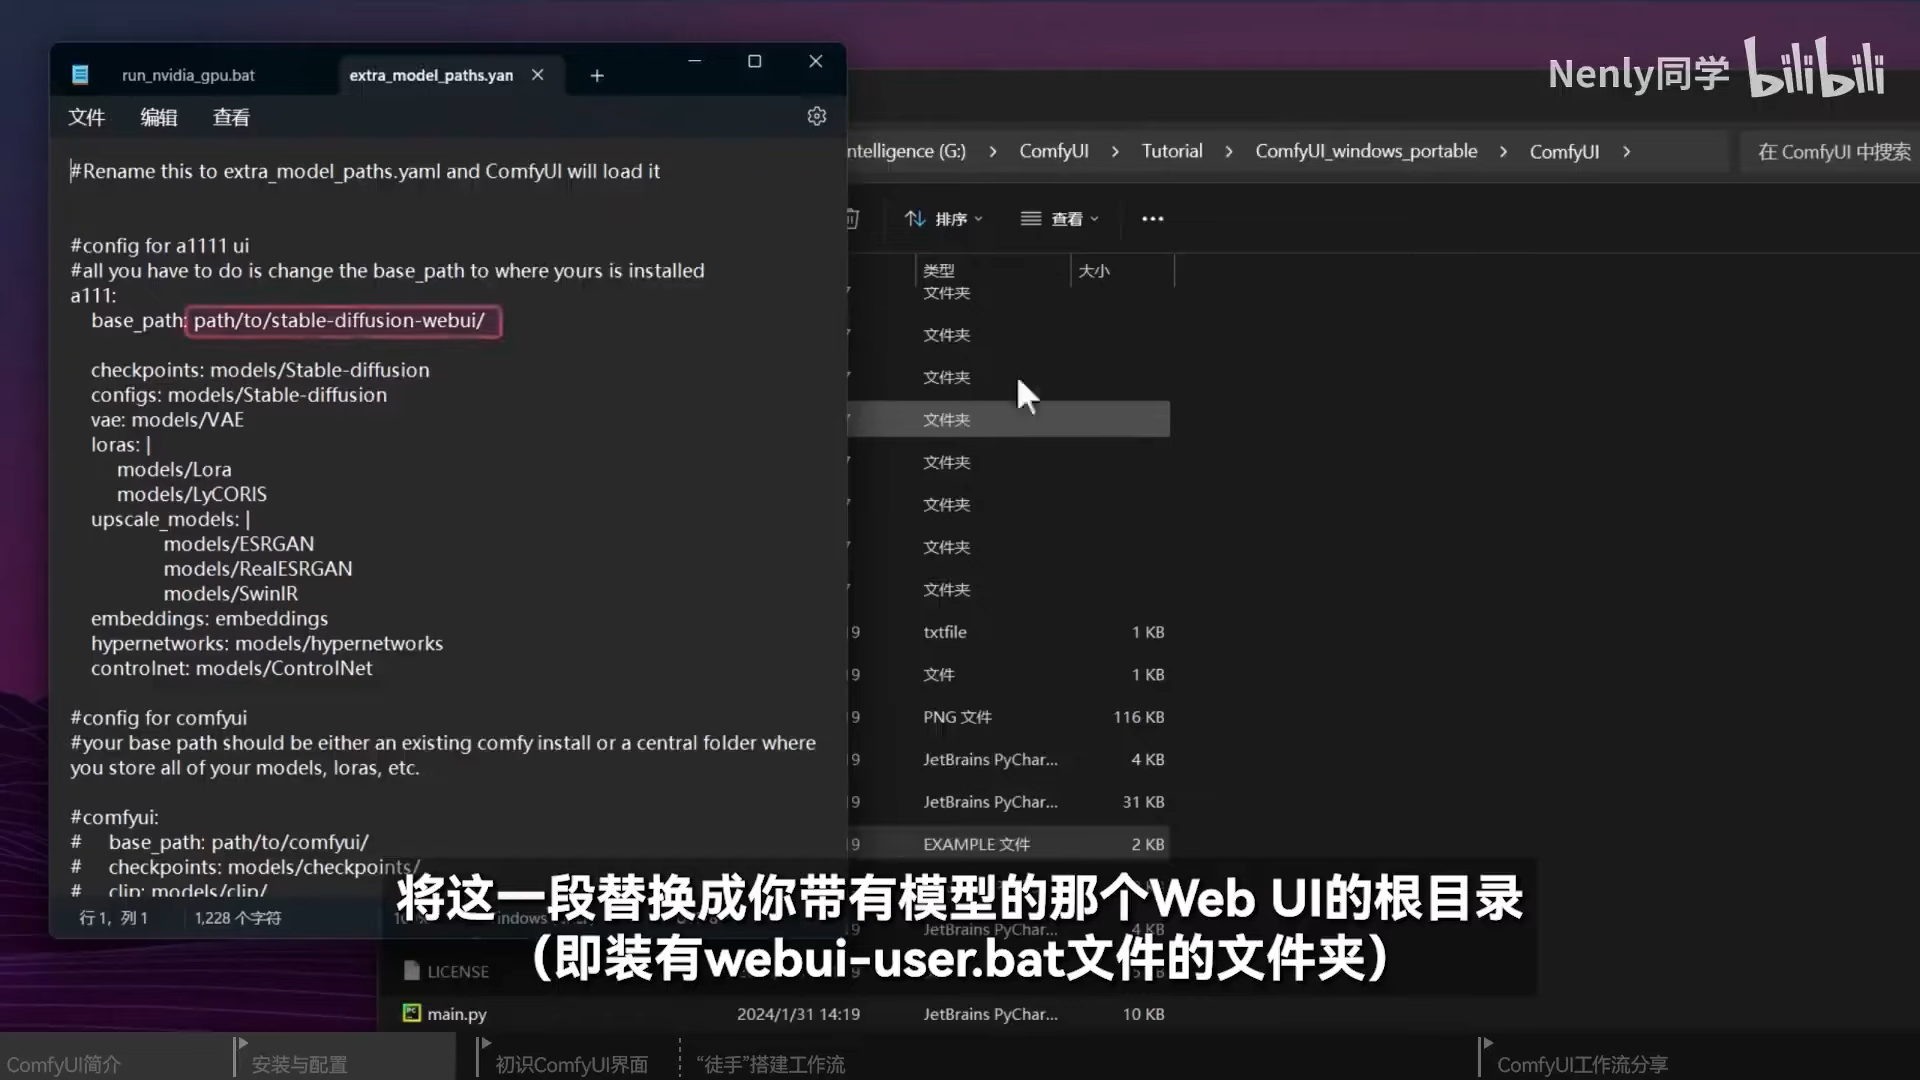 run_nvidia_gpu.bat
extra_model_paths.yan
Nenly同学 bilibili
文件 编辑 查看
ntelligence (G:) > ComfyUI > Tutorial > ComfyUI_windows_portable > ComfyUI >
在 ComfyUI 中搜索
#Rename this to extra_model_paths.yaml and ComfyUI will load it
#config for a1111 ui
#all you have to do is change the base_path to where yours is installed
a111:
base_path: path/to/stable-diffusion-webui/
checkpoints: models/Stable-diffusion
configs: models/Stable-diffusion
vae: models/VAE
loras: |
models/Lora
models/LyCORIS
upscale_models: |
models/ESRGAN
models/RealESRGAN
models/SwinIR
embeddings: embeddings
hypernetworks: models/hypernetworks
controlnet: models/ControlNet
#config for comfyui
#your base path should be either an existing comfy install or a central folder where
you store all of your models, loras, etc.
#comfyui:
# base_path: path/to/comfyui/
# checkpoints: models/checkpoints/
# clip: models/clip/
行 1，列 1 1,228 个字符
排序 查看 •••
类型 大小
文件夹
文件夹
文件夹
文件夹
文件夹
文件夹
文件夹
文件夹
19 txtfile 1 KB
19 文件 1 KB
19 PNG 文件 116 KB
19 JetBrains PyChar... 4 KB
19 JetBrains PyChar... 31 KB
19 EXAMPLE 文件 2 KB
JetBrains PyChar... 4 KB
LICENSE
main.py 2024/1/31 14:19 JetBrains PyChar... 10 KB
将这一段替换成你带有模型的那个Web UI的根目录
（即装有webui-user.bat文件的文件夹）
ComfyUI简介 安装与配置 初识ComfyUI界面 “徒手”搭建工作流 ComfyUI工作流分享